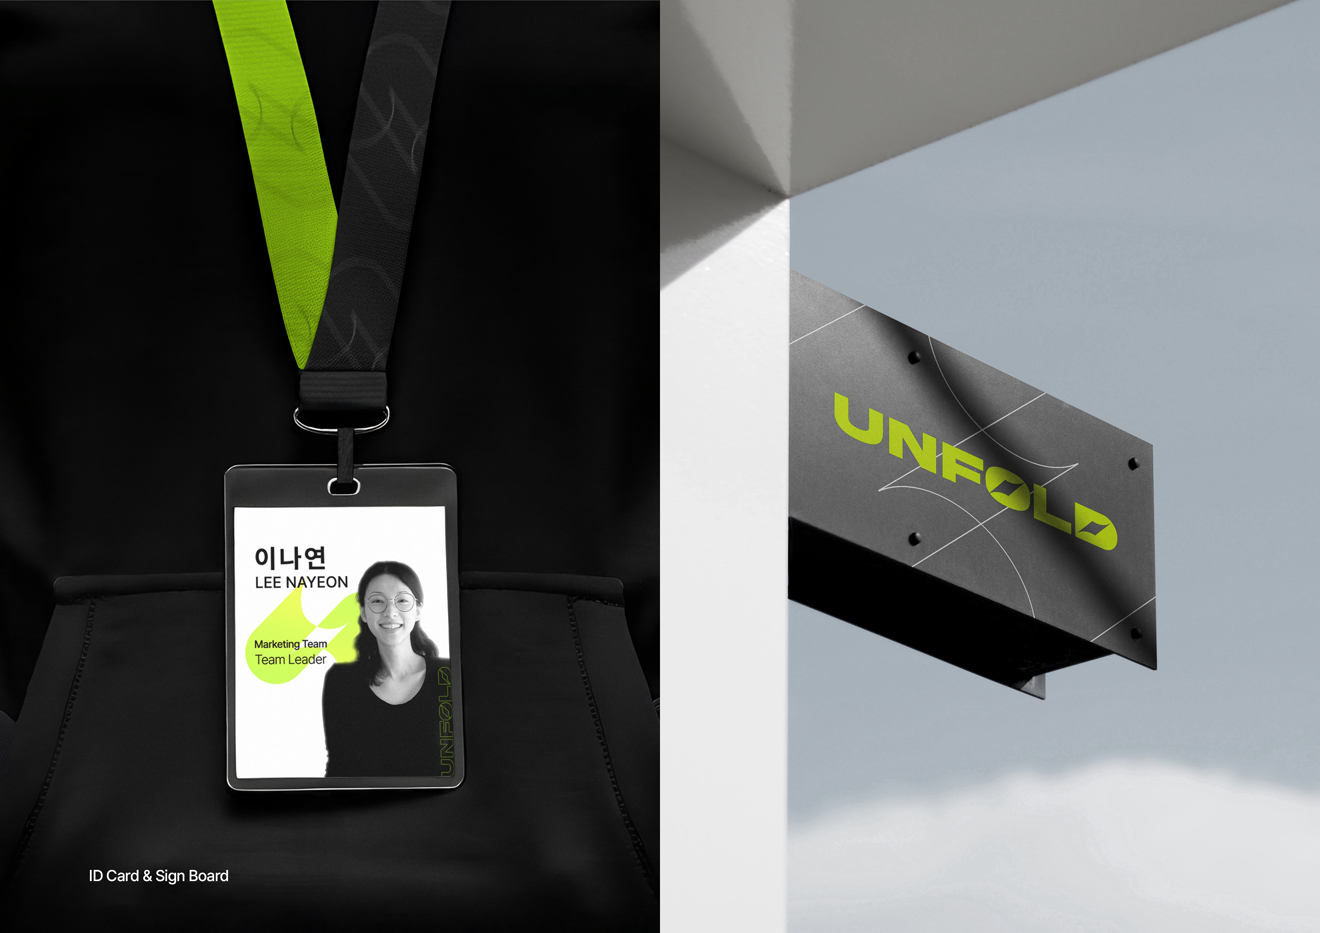 이나연
LEE NAYEON
Marketing Team
Team Leader
UNFOLD
ID Card & Sign Board
UNFOLD